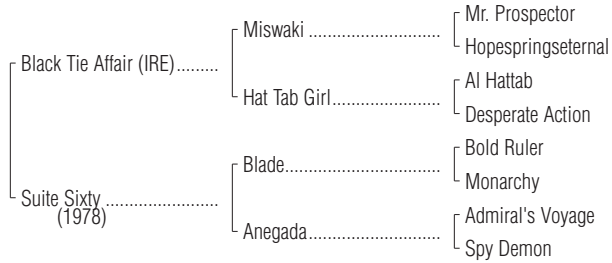 Mr. Prospector
Miswaki ..............................
Hopespringseternal
Black Tie Affair (IRE).........
Al Hattab
Hat Tab Girl.........................
Desperate Action
Bold Ruler
Blade...................................
Monarchy
Suite Sixty .........................
(1978)
Admiral's Voyage
Anegada..............................
Spy Demon